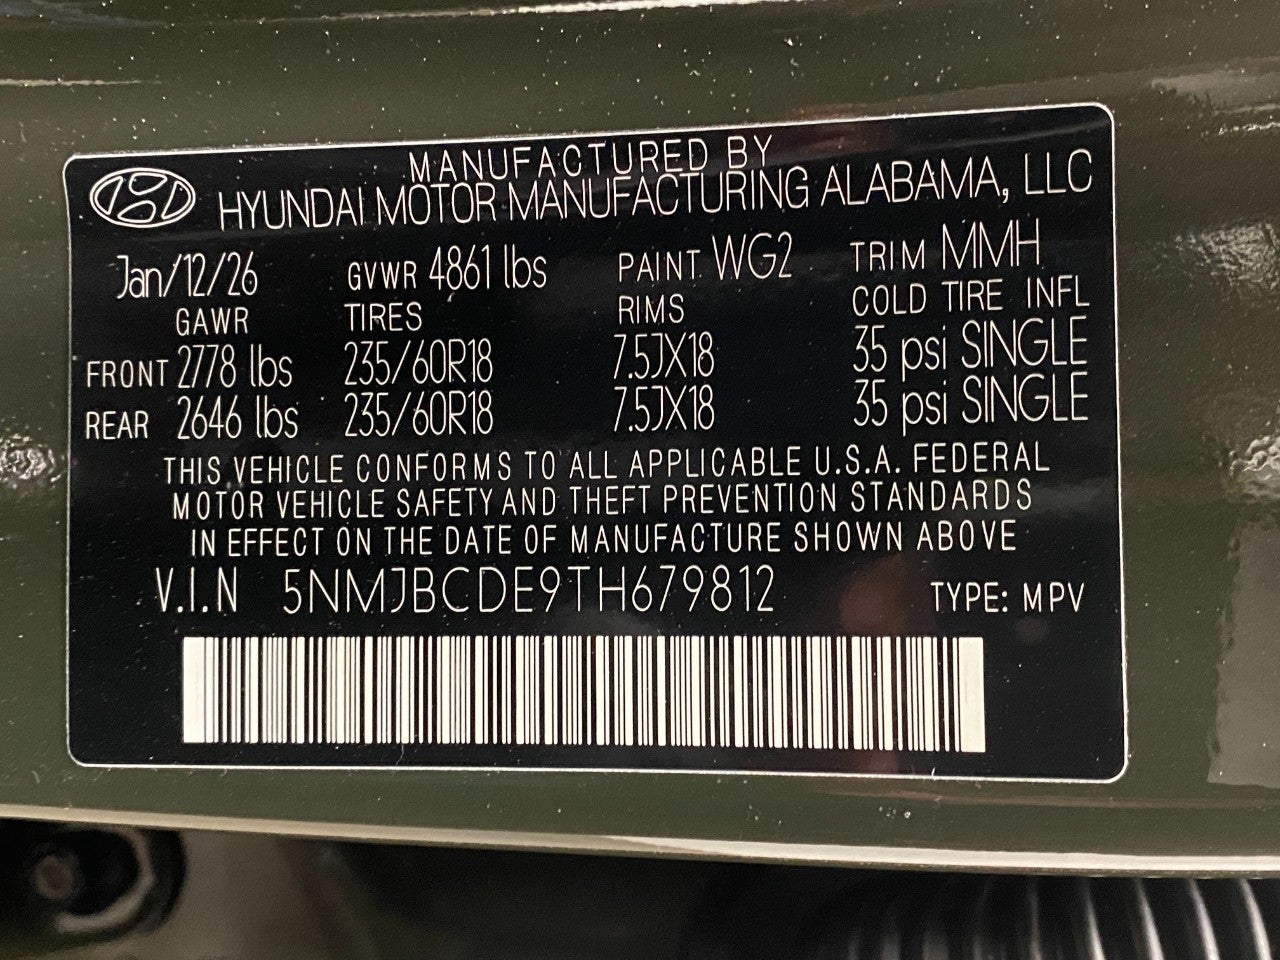 MANUFACTURED BY
HYUNDAI MOTOR MANUFACTURING ALABAMA, LLC
Jan/12/26 GVWR 4861 lbs PAINT WG2 TRIM MMH
GAWR TIRES RIMS COLD TIRE INFL
FRONT 2778 lbs 235/60R18 7.5JX18 35 psi SINGLE
REAR 2646 lbs 235/60R18 7.5JX18 35 psi SINGLE
THIS VEHICLE CONFORMS TO ALL APPLICABLE U.S.A. FEDERAL
MOTOR VEHICLE SAFETY AND THEFT PREVENTION STANDARDS
IN EFFECT ON THE DATE OF MANUFACTURE SHOWN ABOVE
V.I.N 5NMJBCDE9TH679812 TYPE: MPV